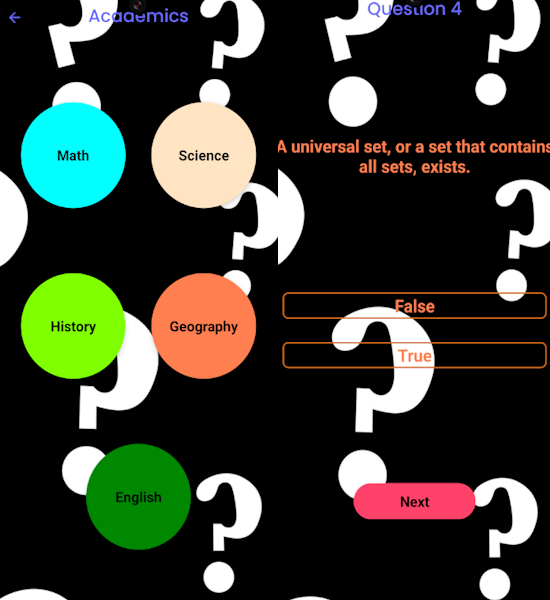 Academics
Math
Science
History
Geography
English
Question 4
A universal set, or a set that contains
all sets, exists.
False
True
Next